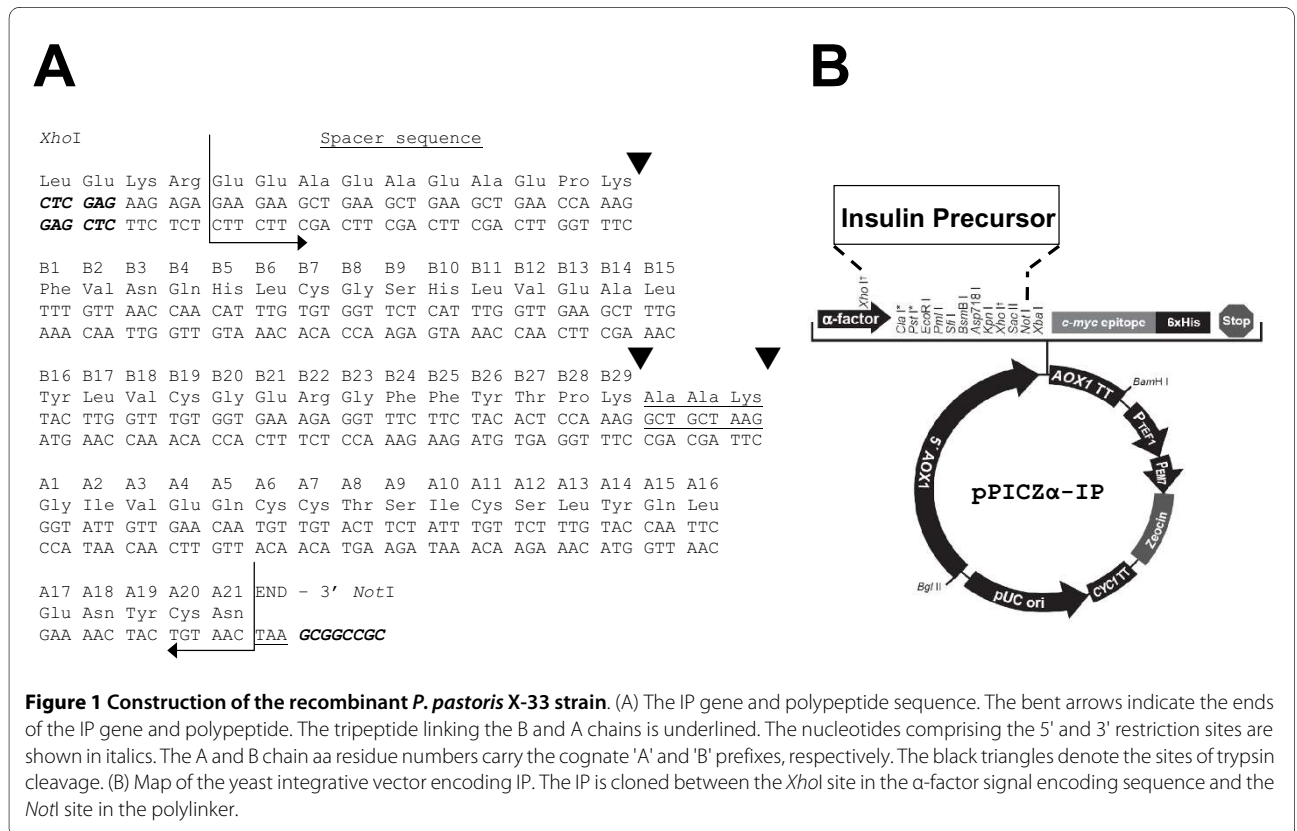 A
XhoI Spacer sequence
Leu Glu Lys Arg Glu Glu Ala Glu Ala Glu Ala Glu Pro Lys
CTC GAG AAG AGA GAA GAA GCT GAA GCT GAA GCT GAA CCA AAG
GAG CTC TTC TCT CTT CTT CGA CTT CGA CTT CGA CTT GGT TTC
B1 B2 B3 B4 B5 B6 B7 B8 B9 B10 B11 B12 B13 B14 B15
Phe Val Asn Gln His Leu Cys Gly Ser His Leu Val Glu Ala Leu
TTT GTT AAC CAA CAT TTG TGT GGT TCT CAT TTG GTT GAA GCT TTG
AAA CAA TTG GTT GTA AAC ACA CCA AGA GTA AAC CAA CTT CGA AAC
B16 B17 B18 B19 B20 B21 B22 B23 B24 B25 B26 B27 B28 B29
Tyr Leu Val Cys Gly Glu Arg Gly Phe Phe Tyr Thr Pro Lys Ala Ala Lys
TAC TTG GTT TGT GGT GAA AGA GGT TTC TTC TAC ACT CCA AAG GCT GCT AAG
ATG AAC CAA ACA CCA CTT TCT CCA AAG AAG ATG TGA GGT TTC CGA CGA TTC
A1 A2 A3 A4 A5 A6 A7 A8 A9 A10 A11 A12 A13 A14 A15 A16
Gly Ile Val Glu Gln Cys Cys Thr Ser Ile Cys Ser Leu Tyr Gln Leu
GGT ATT GTT GAA CAA TGT TGT ACT TCT ATT TGT TCT TTG TAC CAA TTC
CCA TAA CAA CTT GTT ACA ACA TGA AGA TAA ACA AGA AAC ATG GTT AAC
A17 A18 A19 A20 A21 END – 3' NotI
Glu Asn Tyr Cys Asn
GAA AAC TAC TGT AAC TAA GCGGCCGC
B
Insulin Precursor
α-factor
Xho I†
Cla I*
Pst I*
EcoR I
Pml I
Sfi I
BsmB I
Asp718 I
Kpn I
Xho I†
Sac II
Not I
Xba I
c-myc epitope
6xHis
Stop
AOX1 TT
BamH I
PTEF1
PEM7
Zeocin
CYC1 TT
pUC ori
Bgl II
5' AOX1
pPICZα-IP
Figure 1 Construction of the recombinant P. pastoris X-33 strain. (A) The IP gene and polypeptide sequence. The bent arrows indicate the ends
of the IP gene and polypeptide. The tripeptide linking the B and A chains is underlined. The nucleotides comprising the 5' and 3' restriction sites are
shown in italics. The A and B chain aa residue numbers carry the cognate 'A' and 'B' prefixes, respectively. The black triangles denote the sites of trypsin
cleavage. (B) Map of the yeast integrative vector encoding IP. The IP is cloned between the XhoI site in the α-factor signal encoding sequence and the
NotI site in the polylinker.